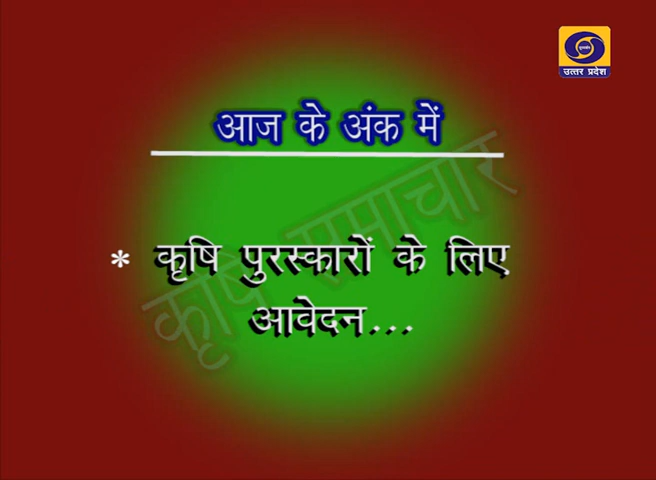 उत्तर प्रदेश
आज के अंक में
कृषि समाचार
* कृषि पुरस्कारों के लिए
आवेदन...